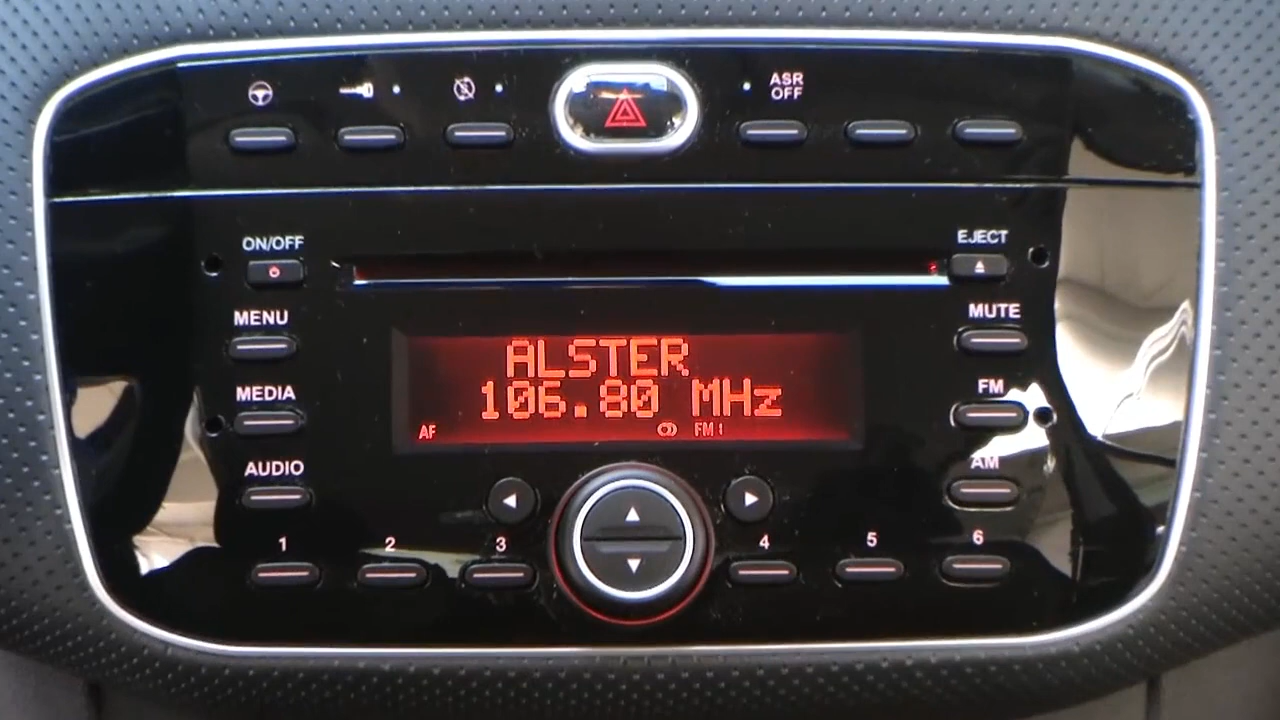 ASR
OFF
ON/OFF
EJECT
MENU
MUTE
MEDIA
FM
AUDIO
AM
ALSTER
106.80 MHz
AF
FM1
1
2
3
4
5
6